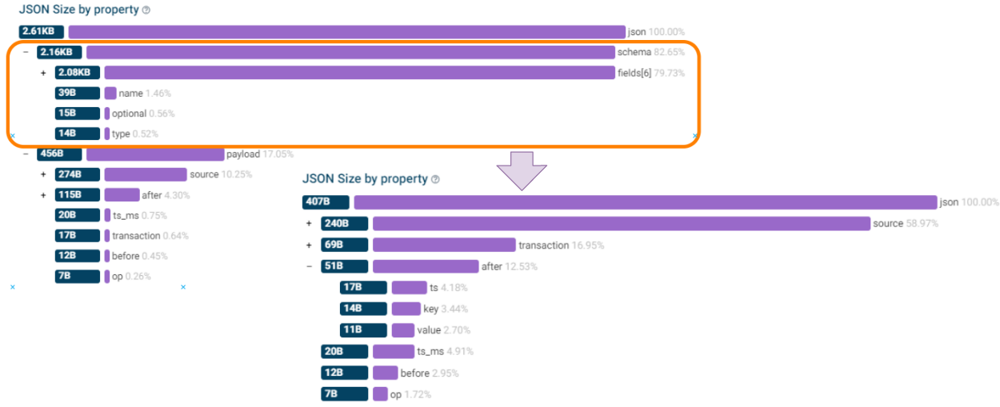 JSON Size by property ?
2.61KB json 100.00%
− 2.16KB schema 82.65%
+ 2.08KB fields[6] 79.73%
39B name 1.46%
15B optional 0.56%
14B type 0.52%
− 456B payload 17.05%
+ 274B source 10.25%
+ 115B after 4.30%
20B ts_ms 0.75%
17B transaction 0.64%
12B before 0.45%
7B op 0.26%
JSON Size by property ?
407B json 100.00%
+ 240B source 58.97%
+ 69B transaction 16.95%
− 51B after 12.53%
17B ts 4.18%
14B key 3.44%
11B value 2.70%
20B ts_ms 4.91%
12B before 2.95%
7B op 1.72%